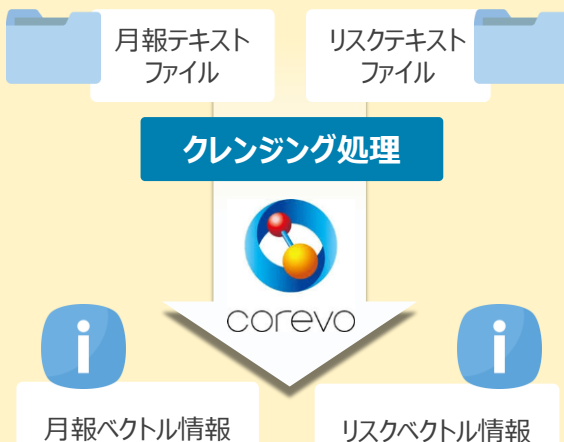 月報テキスト
ファイル
リスクテキスト
ファイル
クレンジング処理
corevo
月報ベクトル情報
リスクベクトル情報